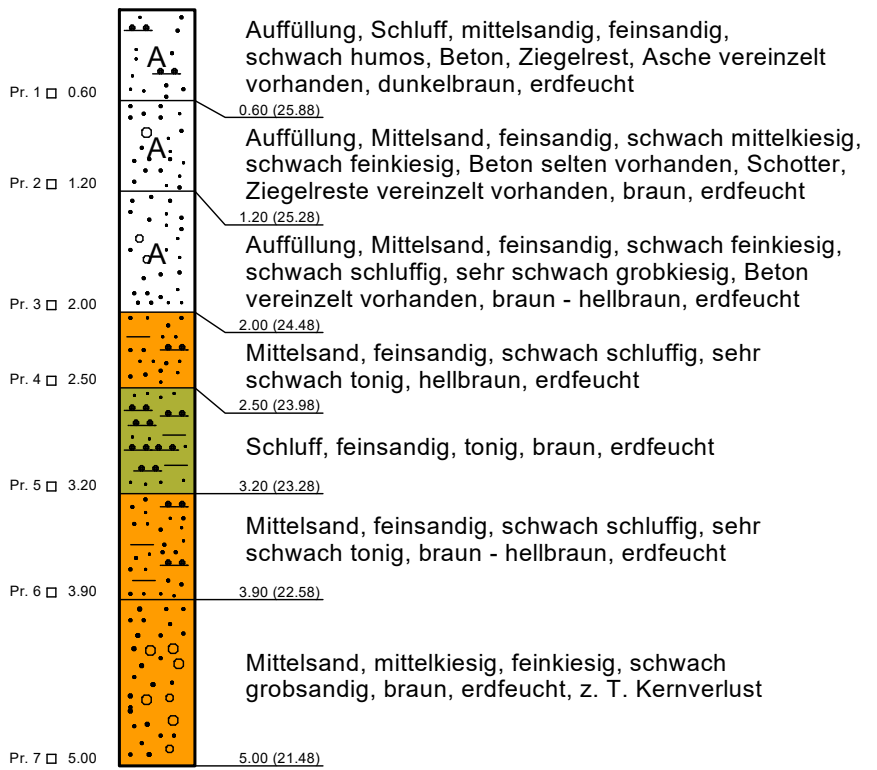 Auffüllung, Schluff, mittelsandig, feinsandig,
schwach humos, Beton, Ziegelrest, Asche vereinzelt
vorhanden, dunkelbraun, erdfeucht
A
Pr. 1 0.60
0.60 (25.88)
Auffüllung, Mittelsand, feinsandig, schwach mittelkiesig,
schwach feinkiesig, Beton selten vorhanden, Schotter,
Ziegelreste vereinzelt vorhanden, braun, erdfeucht
A
Pr. 2 1.20
1.20 (25.28)
Auffüllung, Mittelsand, feinsandig, schwach feinkiesig,
schwach schluffig, sehr schwach grobkiesig, Beton
vereinzelt vorhanden, braun - hellbraun, erdfeucht
A
Pr. 3 2.00
2.00 (24.48)
Mittelsand, feinsandig, schwach schluffig, sehr
schwach tonig, hellbraun, erdfeucht
Pr. 4 2.50
2.50 (23.98)
Schluff, feinsandig, tonig, braun, erdfeucht
Pr. 5 3.20
3.20 (23.28)
Mittelsand, feinsandig, schwach schluffig, sehr
schwach tonig, braun - hellbraun, erdfeucht
Pr. 6 3.90
3.90 (22.58)
Mittelsand, mittelkiesig, feinkiesig, schwach
grobsandig, braun, erdfeucht, z. T. Kernverlust
Pr. 7 5.00
5.00 (21.48)